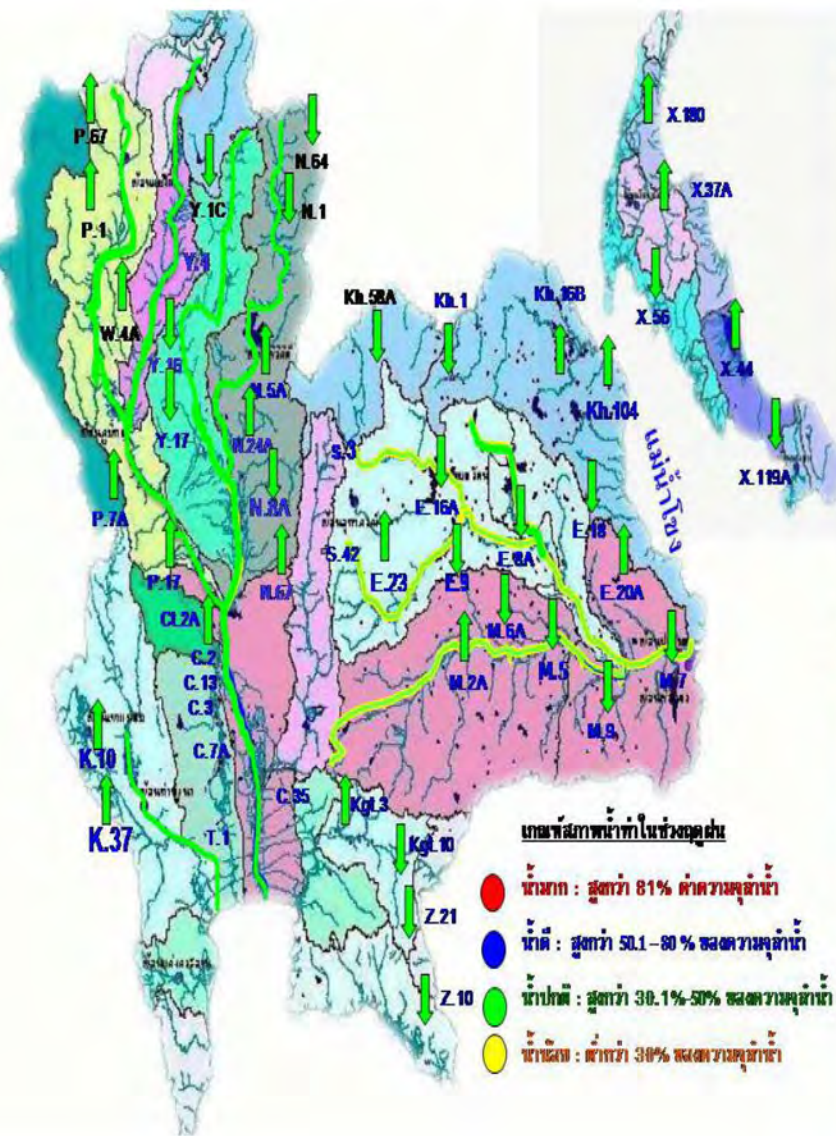 P.67
P.1
Y.1C
N.64
N.1
Y.4
W.4A
Y.16
Y.17
N.5A
N.24A
N.8A
N.67
P.7A
P.17
CT.2A
C.2
C.13
C.3
C.7A
C.35
T.1
K.10
K.37
Kh.58A
Kh.1
Kh.16B
Kh.104
S.3
S.42
E.16A
E.8A
E.18
E.23
E.9
E.20A
M.6A
M.2A
M.5
M.9
M.7
แม่น้ำโขง
X.180
X.37A
X.56
X.44
X.119A
Kgt.3
Kgt.10
Z.21
Z.10
เกณฑ์สภาพน้ำท่าในช่วงฤดูฝน
น้ำมาก : สูงกว่า 81% ค่าความจุลำน้ำ
น้ำดี : สูงกว่า 50.1-80 % ของความจุลำน้ำ
น้ำปกติ : สูงกว่า 30.1%-50% ของความจุลำน้ำ
น้ำน้อย : ต่ำกว่า 30% ของความจุลำน้ำ